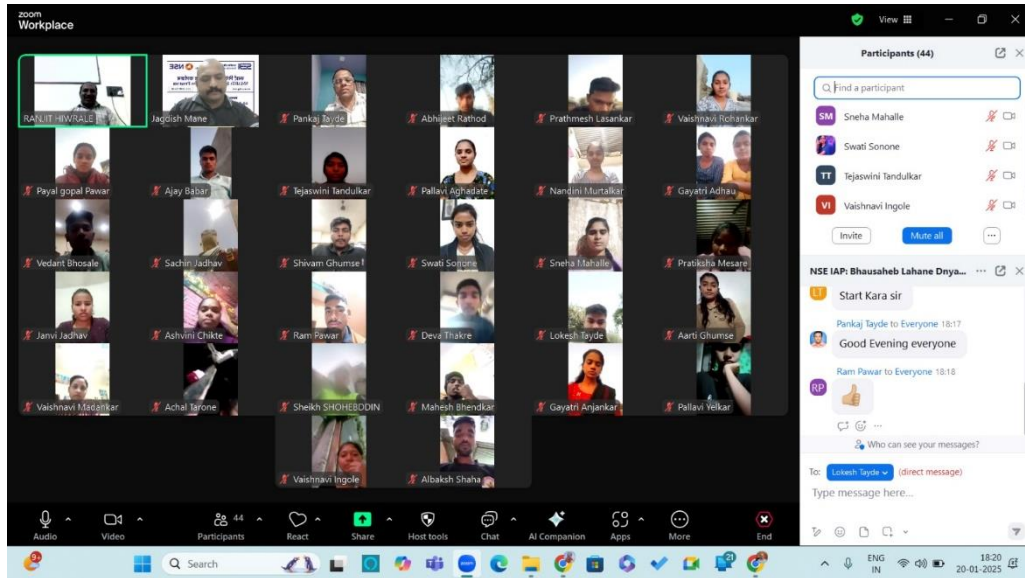 zoom
Workplace
View
Participants (44)
Find a participant
SM Sneha Mahalle
Swati Sonone
TT Tejaswini Tandulkar
VI Vaishnavi Ingole
Invite Mute all
NSE IAP: Bhausaheb Lahane Dnya...
LT Start Kara sir
Pankaj Tayde to Everyone 18:17
Good Evening everyone
Ram Pawar to Everyone 18:18
RP
Who can see your messages?
To: Lokesh Tayde (direct message)
Type message here...
NSE
RANJIT HIWRALE Jagdish Mane Pankaj Tayde Abhijeet Rathod Prathmesh Lasankar Vaishnavi Rohankar
Payal gopal Pawar Ajay Babar Tejaswini Tandulkar Pallavi Aghadate Nandini Murtalkar Gayatri Adhau
Vedant Bhosale Sachin Jadhav Shivam Ghumse Swati Sonone Sneha Mahalle Pratiksha Mesare
Janvi Jadhav Ashvini Chikte Ram Pawar Deva Thakre Lokesh Tayde Aarti Ghumse
Vaishnavi Madankar Achal Tarone Sheikh SHOHEBODIN Mahesh Bhendkar Gayatri Anjankar Pallavi Yelkar
Vaishnavi Ingole Albaksh Shaha
Audio Video Participants 44 React Share Host tools Chat AI Companion Apps More End
Search
ENG
IN
18:20
20-01-2025